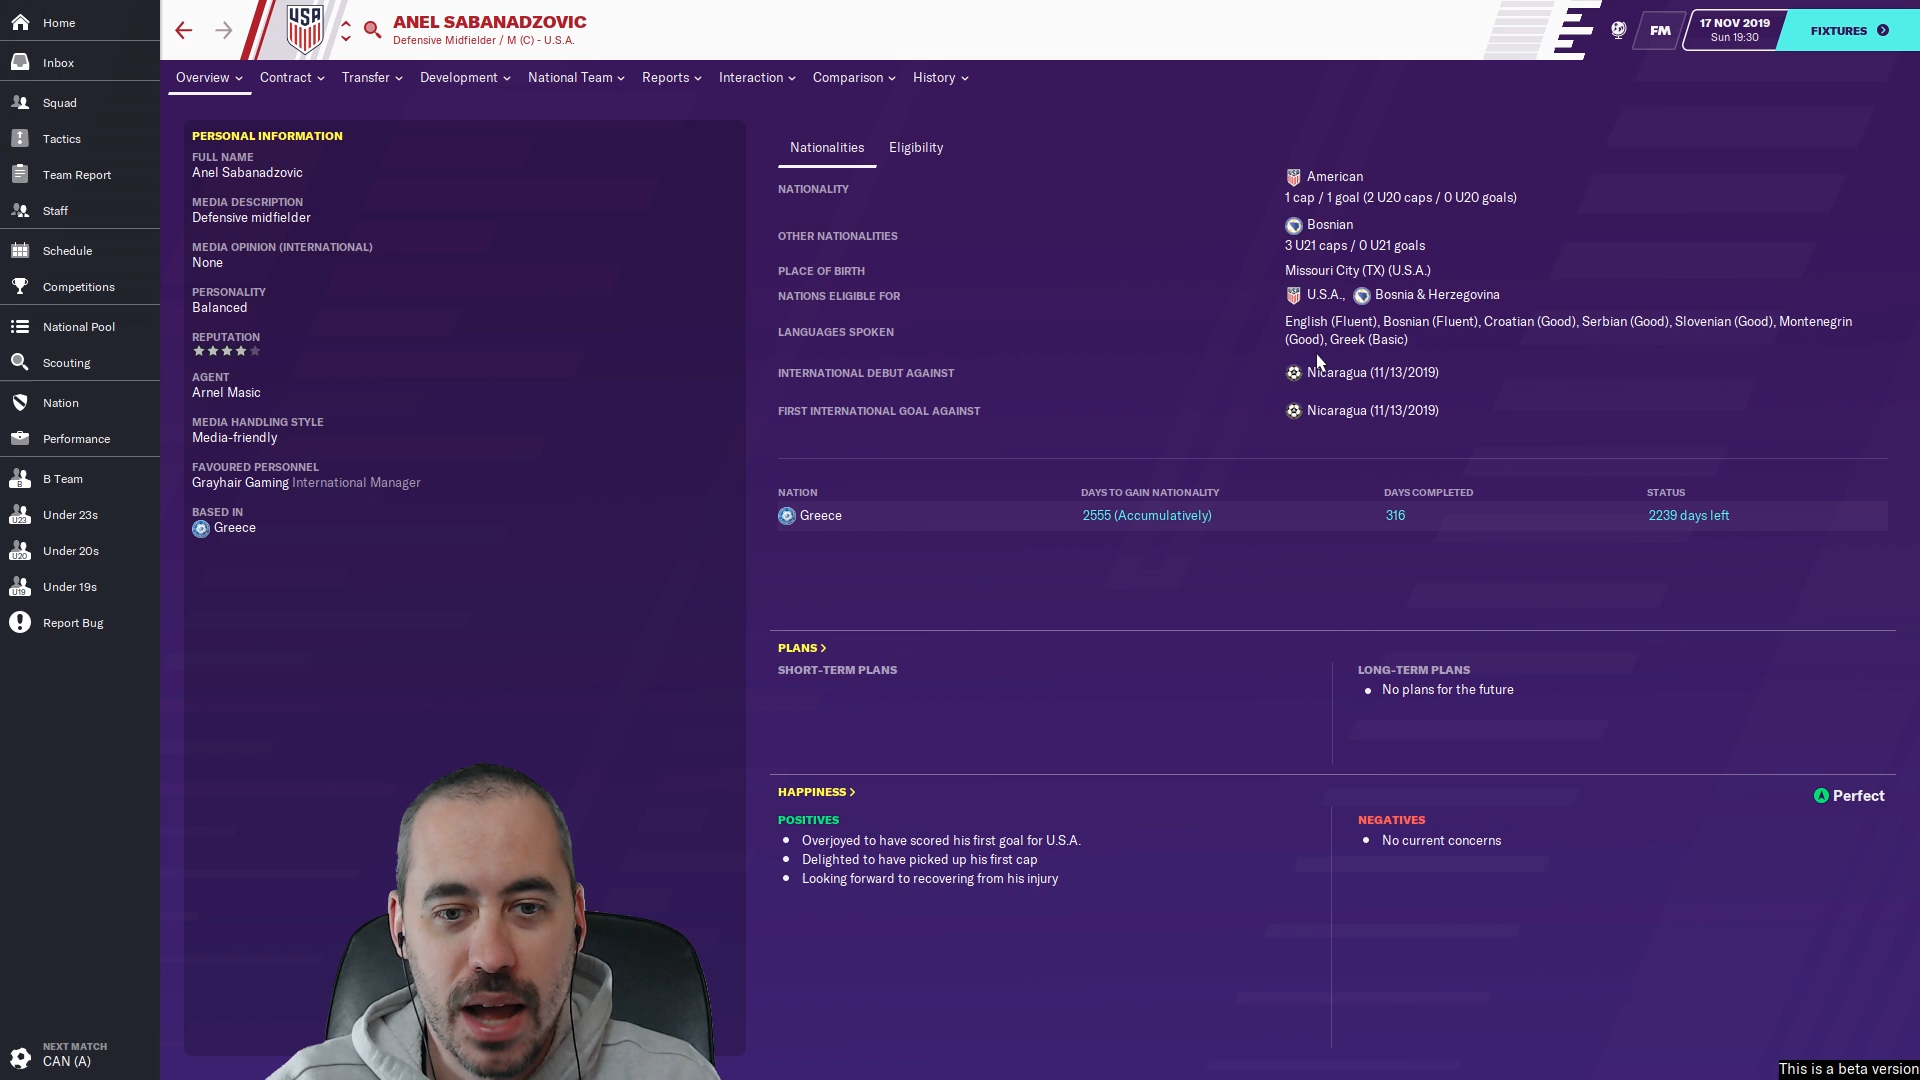 Home
Inbox
Squad
Tactics
Team Report
Staff
Schedule
Competitions
National Pool
Scouting
Nation
Performance
B Team
Under 23s
Under 20s
Under 19s
Report Bug
NEXT MATCH
CAN (A)
USA
ANEL SABANADZOVIC
Defensive Midfielder / M (C) - U.S.A.
FM
17 NOV 2019
Sun 19:30
FIXTURES
Overview
Contract
Transfer
Development
National Team
Reports
Interaction
Comparison
History
PERSONAL INFORMATION
FULL NAME
Anel Sabanadzovic
MEDIA DESCRIPTION
Defensive midfielder
MEDIA OPINION (INTERNATIONAL)
None
PERSONALITY
Balanced
REPUTATION
AGENT
Arnel Masic
MEDIA HANDLING STYLE
Media-friendly
FAVOURED PERSONNEL
Grayhair Gaming International Manager
BASED IN
Greece
Nationalities
Eligibility
NATIONALITY
American
1 cap / 1 goal (2 U20 caps / 0 U20 goals)
OTHER NATIONALITIES
Bosnian
3 U21 caps / 0 U21 goals
PLACE OF BIRTH
Missouri City (TX) (U.S.A.)
NATIONS ELIGIBLE FOR
U.S.A., Bosnia & Herzegovina
LANGUAGES SPOKEN
English (Fluent), Bosnian (Fluent), Croatian (Good), Serbian (Good), Slovenian (Good), Montenegrin
(Good), Greek (Basic)
INTERNATIONAL DEBUT AGAINST
Nicaragua (11/13/2019)
FIRST INTERNATIONAL GOAL AGAINST
Nicaragua (11/13/2019)
NATION DAYS TO GAIN NATIONALITY DAYS COMPLETED STATUS
Greece 2555 (Accumulatively) 316 2239 days left
PLANS >
SHORT-TERM PLANS
LONG-TERM PLANS
No plans for the future
HAPPINESS >
Perfect
POSITIVES
Overjoyed to have scored his first goal for U.S.A.
Delighted to have picked up his first cap
Looking forward to recovering from his injury
NEGATIVES
No current concerns
This is a beta version